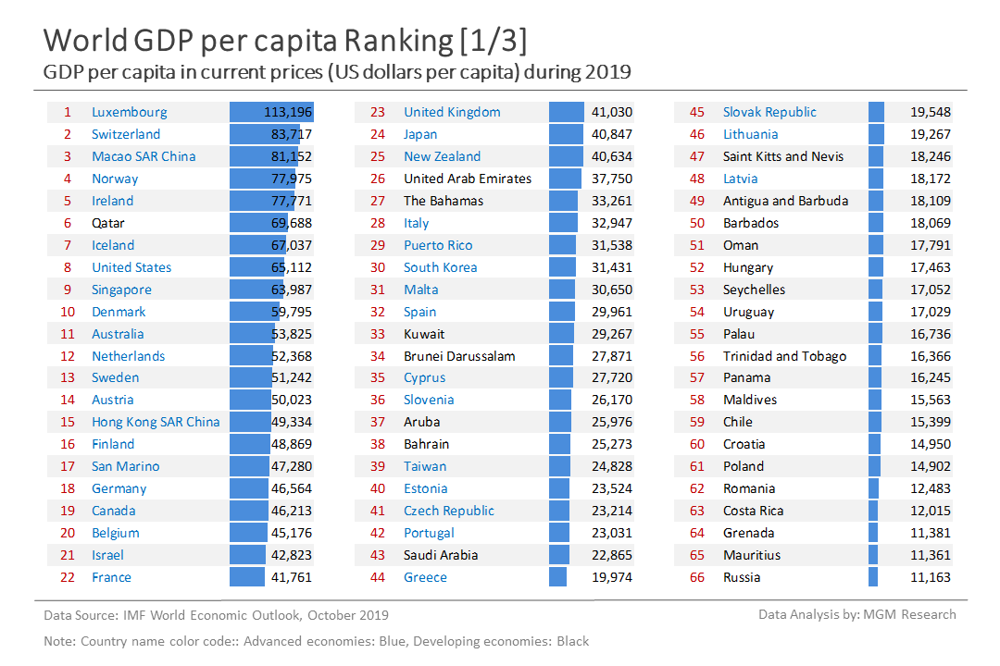 World GDP per capita Ranking [1/3]
GDP per capita in current prices (US dollars per capita) during 2019
1 Luxembourg 113,196
2 Switzerland 83,717
3 Macao SAR China 81,152
4 Norway 77,975
5 Ireland 77,771
6 Qatar 69,688
7 Iceland 67,037
8 United States 65,112
9 Singapore 63,987
10 Denmark 59,795
11 Australia 53,825
12 Netherlands 52,368
13 Sweden 51,242
14 Austria 50,023
15 Hong Kong SAR China 49,334
16 Finland 48,869
17 San Marino 47,280
18 Germany 46,564
19 Canada 46,213
20 Belgium 45,176
21 Israel 42,823
22 France 41,761
23 United Kingdom 41,030
24 Japan 40,847
25 New Zealand 40,634
26 United Arab Emirates 37,750
27 The Bahamas 33,261
28 Italy 32,947
29 Puerto Rico 31,538
30 South Korea 31,431
31 Malta 30,650
32 Spain 29,961
33 Kuwait 29,267
34 Brunei Darussalam 27,871
35 Cyprus 27,720
36 Slovenia 26,170
37 Aruba 25,976
38 Bahrain 25,273
39 Taiwan 24,828
40 Estonia 23,524
41 Czech Republic 23,214
42 Portugal 23,031
43 Saudi Arabia 22,865
44 Greece 19,974
45 Slovak Republic 19,548
46 Lithuania 19,267
47 Saint Kitts and Nevis 18,246
48 Latvia 18,172
49 Antigua and Barbuda 18,109
50 Barbados 18,069
51 Oman 17,791
52 Hungary 17,463
53 Seychelles 17,052
54 Uruguay 17,029
55 Palau 16,736
56 Trinidad and Tobago 16,366
57 Panama 16,245
58 Maldives 15,563
59 Chile 15,399
60 Croatia 14,950
61 Poland 14,902
62 Romania 12,483
63 Costa Rica 12,015
64 Grenada 11,381
65 Mauritius 11,361
66 Russia 11,163
Data Source: IMF World Economic Outlook, October 2019
Data Analysis by: MGM Research
Note: Country name color code:: Advanced economies: Blue, Developing economies: Black